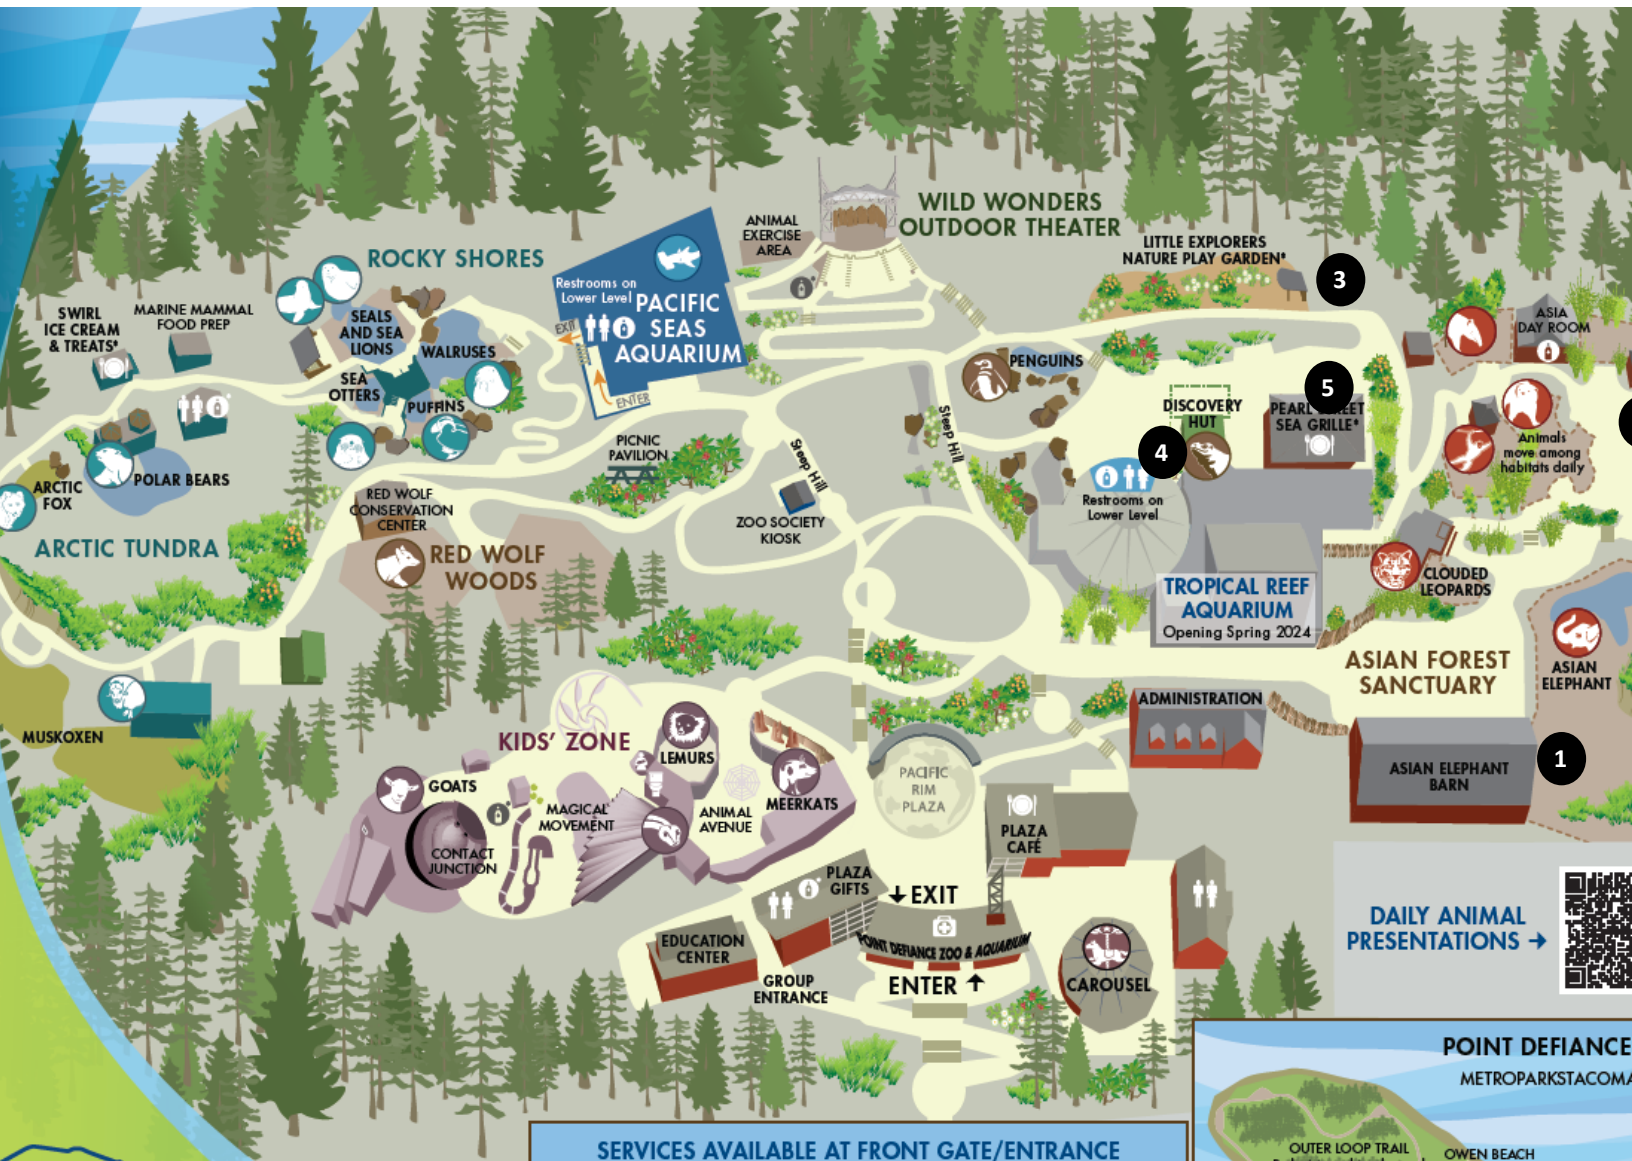 WILD WONDERS
OUTDOOR THEATER
ANIMAL
EXERCISE
AREA
LITTLE EXPLORERS
NATURE PLAY GARDEN*
3
ROCKY SHORES
Restrooms on
Lower Level
PACIFIC
SEAS
AQUARIUM
EXIT
ENTER
SWIRL
ICE CREAM
& TREATS*
MARINE MAMMAL
FOOD PREP
SEALS
AND SEA
LIONS
WALRUSES
SEA
OTTERS
PUFFINS
ASIA
DAY ROOM
PENGUINS
5
DISCOVERY
HUT
PEARL
SEA GRILLE*
4
Steep Hill
Steep Hill
PICNIC
PAVILION
Animals
move among
habitats daily
POLAR BEARS
ARCTIC
FOX
RED WOLF
CONSERVATION
CENTER
ZOO SOCIETY
KIOSK
Restrooms on
Lower Level
ARCTIC TUNDRA
RED WOLF
WOODS
TROPICAL REEF
AQUARIUM
Opening Spring 2024
CLOUDED
LEOPARDS
ASIAN FOREST
SANCTUARY
ASIAN
ELEPHANT
ADMINISTRATION
MUSKOXEN
KIDS' ZONE
LEMURS
GOATS
MAGICAL
MOVEMENT
ANIMAL
AVENUE
MEERKATS
CONTACT
JUNCTION
PACIFIC
RIM
PLAZA
PLAZA
CAFÉ
ASIAN ELEPHANT
BARN
1
PLAZA
GIFTS
EXIT
POINT DEFIANCE ZOO & AQUARIUM
EDUCATION
CENTER
GROUP
ENTRANCE
ENTER
CAROUSEL
DAILY ANIMAL
PRESENTATIONS →
POINT DEFIANCE
METROPARKSTACOMA
OUTER LOOP TRAIL
OWEN BEACH
SERVICES AVAILABLE AT FRONT GATE/ENTRANCE